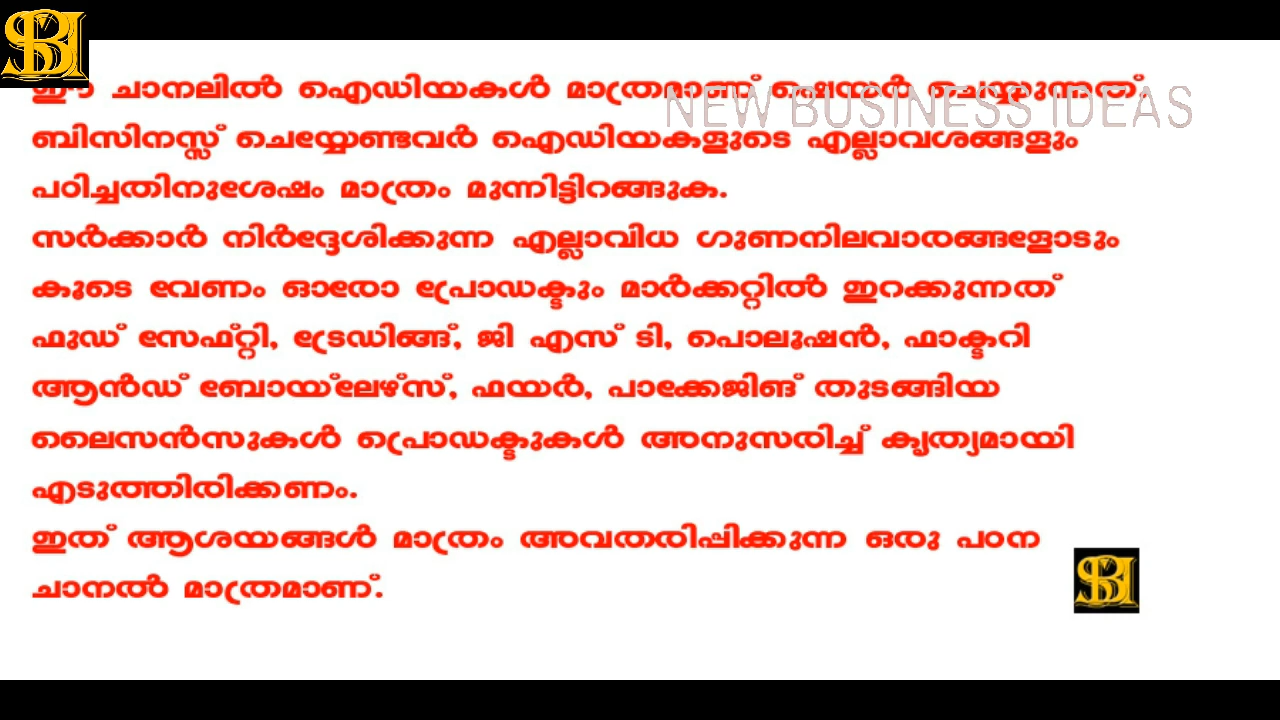 ഈ ചാനലിൽ ഐഡിയകൾ മാത്രമാണ് ഷെയർ ചെയ്യുന്നത്.
NEW BUSINESS IDEAS
ബിസിനസ്സ് ചെയ്യേണ്ടവർ ഐഡിയകളുടെ എല്ലാവശങ്ങളും
പഠിച്ചതിനുശേഷം മാത്രം മുന്നിട്ടിറങ്ങുക.
സർക്കാർ നിർദ്ദേശിക്കുന്ന എല്ലാവിധ ഗുണനിലവാരങ്ങളോടും
കൂടെ വേണം ഓരോ പ്രോഡക്ടും മാർക്കറ്റിൽ ഇറക്കുന്നത്
ഫുഡ് സേഫ്റ്റി, ട്രേഡിങ്ങ്, ജി എസ് ടി, പൊലൂഷൻ, ഫാക്ടറി
ആൻഡ് ബോയ്ലേഴ്സ്, ഫയർ, പാക്കേജിങ് തുടങ്ങിയ
ലൈസൻസുകൾ പ്രൊഡക്ടുകൾ അനുസരിച്ച് കൃത്യമായി
എടുത്തിരിക്കണം.
ഇത് ആശയങ്ങൾ മാത്രം അവതരിപ്പിക്കുന്ന ഒരു പഠന
ചാനൽ മാത്രമാണ്.